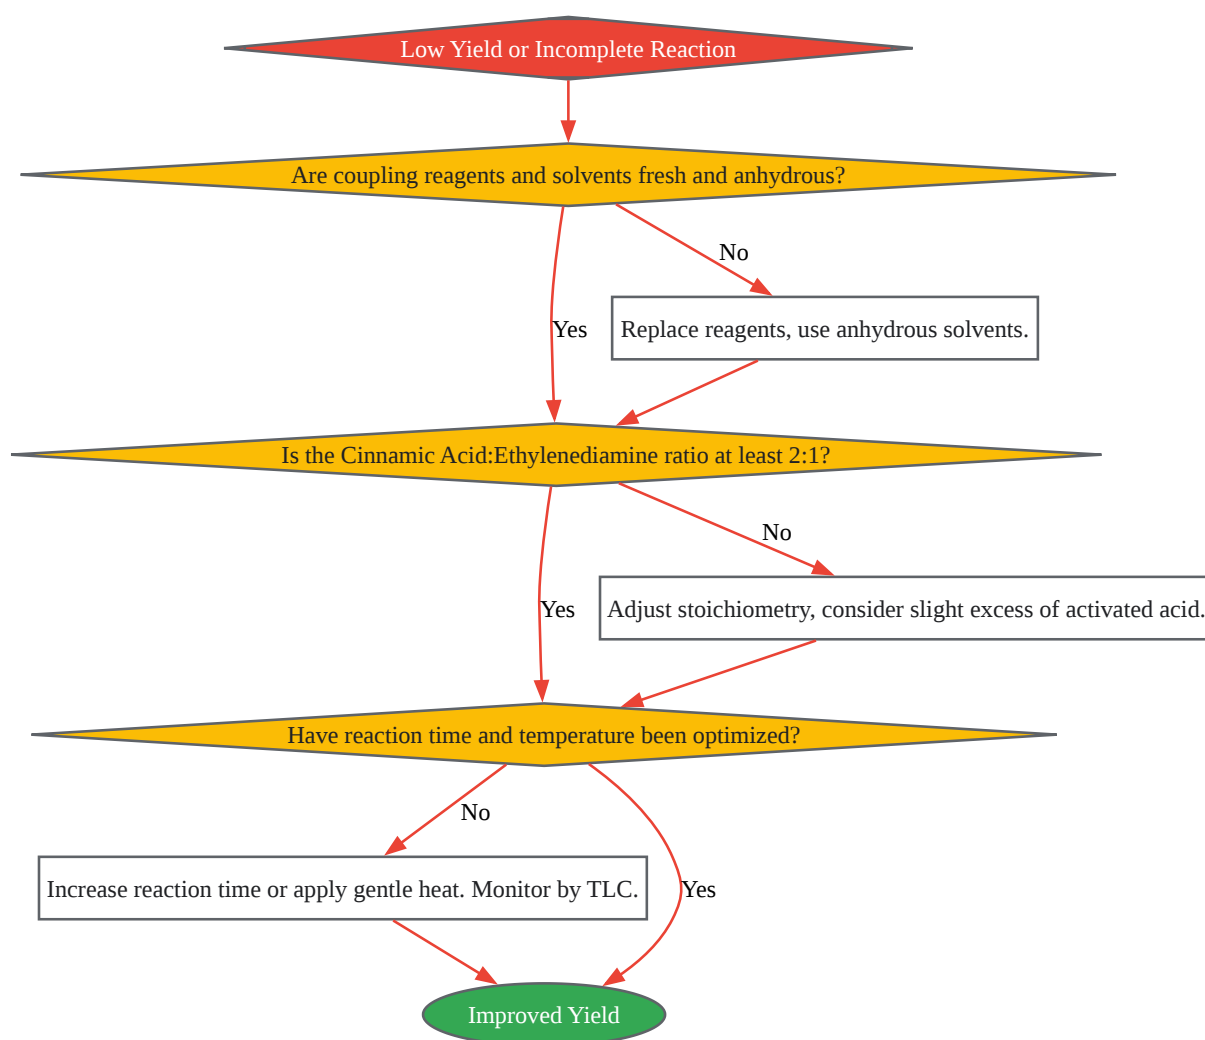 Low Yield or Incomplete Reaction
Are coupling reagents and solvents fresh and anhydrous?
No
Yes
Replace reagents, use anhydrous solvents.
Is the Cinnamic Acid:Ethylenediamine ratio at least 2:1?
No
Yes
Adjust stoichiometry, consider slight excess of activated acid.
Have reaction time and temperature been optimized?
No
Increase reaction time or apply gentle heat. Monitor by TLC.
Yes
Improved Yield